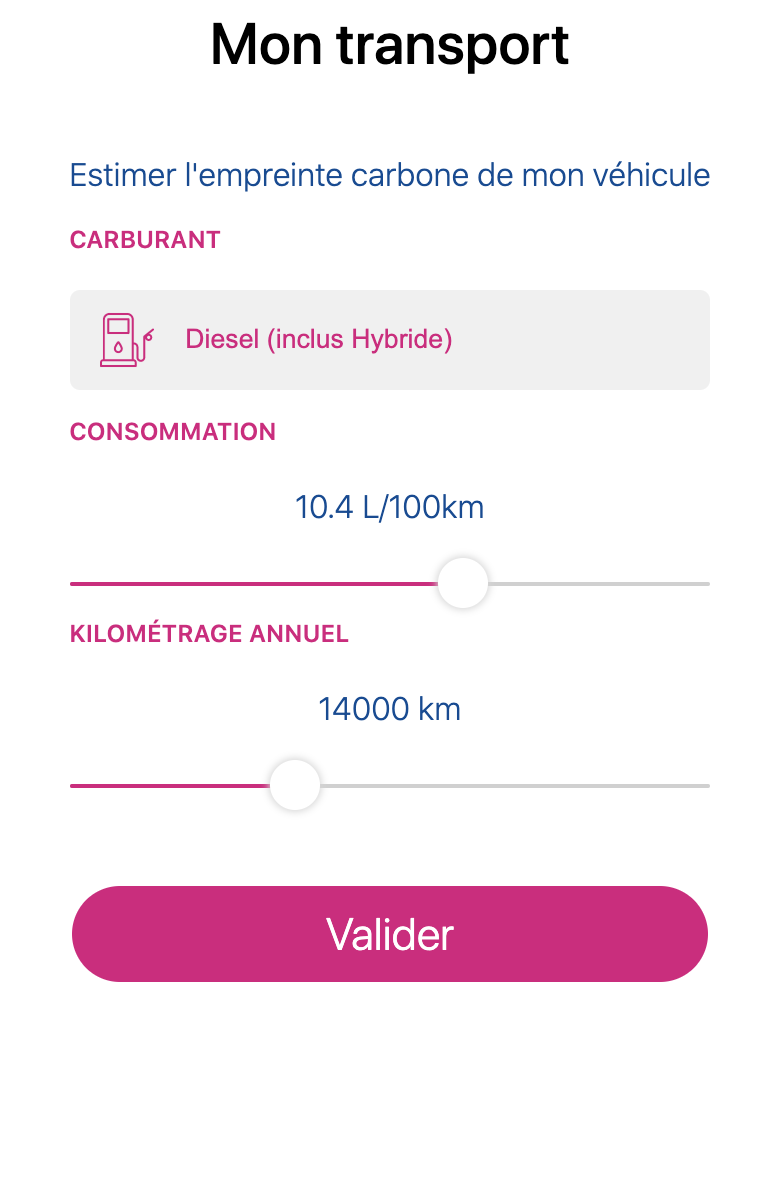 Mon transport
Estimer l'empreinte carbone de mon véhicule
CARBURANT
Diesel (inclus Hybride)
CONSOMMATION
10.4 L/100km
KILOMÉTRAGE ANNUEL
14000 km
Valider